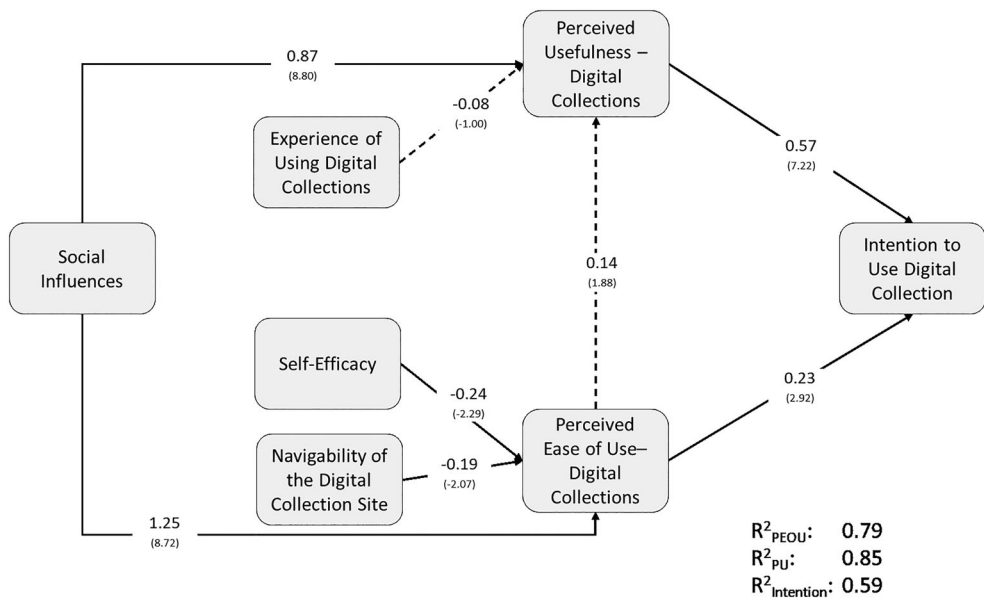 Perceived
Usefulness –
Digital
Collections
0.87
(8.80)
-0.08
(-1.00)
Experience of
Using Digital
Collections
0.57
(7.22)
Social
Influences
0.14
(1.88)
Intention to
Use Digital
Collection
Self-Efficacy
-0.24
(-2.29)
0.23
(2.92)
Perceived
Ease of Use–
Digital
Collections
Navigability of
the Digital
Collection Site
-0.19
(-2.07)
1.25
(8.72)
R²PEOU: 0.79
R²PU: 0.85
R²Intention: 0.59